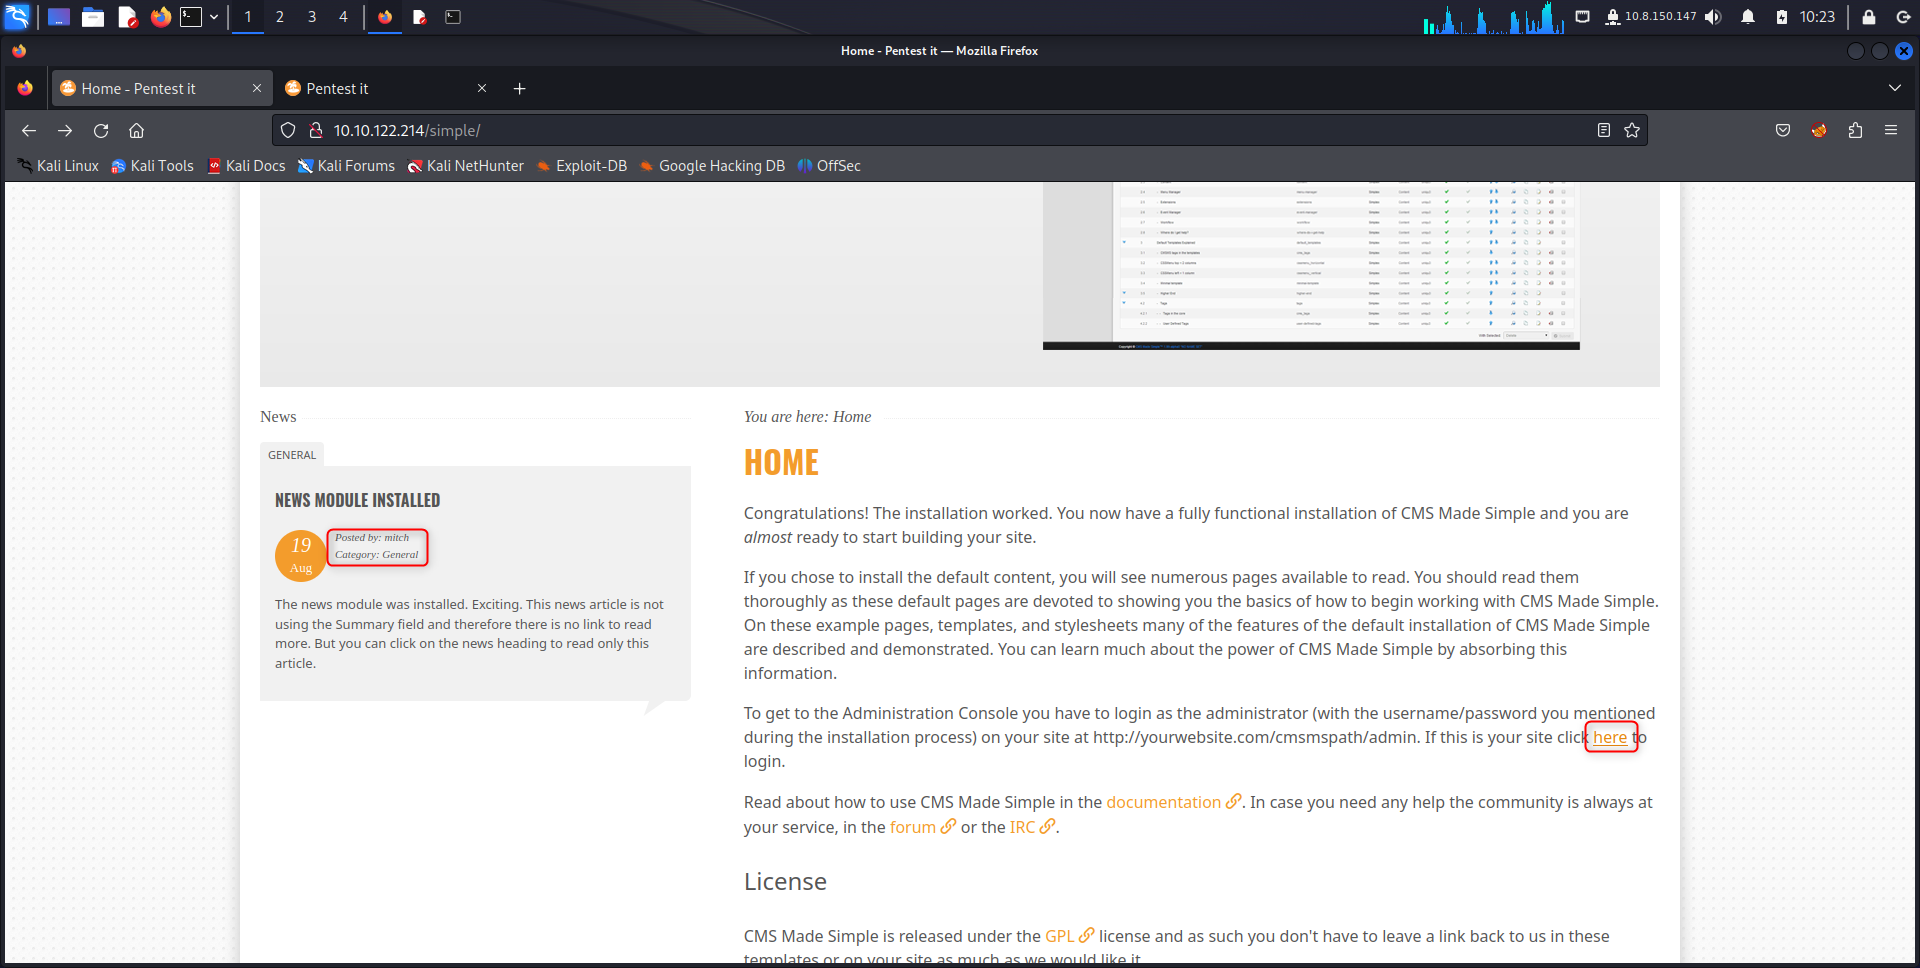 1 2 3 4 10.8.150.147 10:23
Home - Pentest it — Mozilla Firefox
Home - Pentest it Pentest it
10.10.122.214/simple/
Kali Linux Kali Tools Kali Docs Kali Forums Kali NetHunter Exploit-DB Google Hacking DB OffSec
News
GENERAL
NEWS MODULE INSTALLED
19
Aug
Posted by: mitch
Category: General
The news module was installed. Exciting. This news article is not
using the Summary field and therefore there is no link to read
more. But you can click on the news heading to read only this
article.
You are here: Home
HOME
Congratulations! The installation worked. You now have a fully functional installation of CMS Made Simple and you are
almost ready to start building your site.
If you chose to install the default content, you will see numerous pages available to read. You should read them
thoroughly as these default pages are devoted to showing you the basics of how to begin working with CMS Made Simple.
On these example pages, templates, and stylesheets many of the features of the default installation of CMS Made Simple
are described and demonstrated. You can learn much about the power of CMS Made Simple by absorbing this
information.
To get to the Administration Console you have to login as the administrator (with the username/password you mentioned
during the installation process) on your site at http://yourwebsite.com/cmsmspath/admin. If this is your site click here to
login.
Read about how to use CMS Made Simple in the documentation. In case you need any help the community is always at
your service, in the forum or the IRC.
License
CMS Made Simple is released under the GPL license and as such you don't have to leave a link back to us in these
templates or on your site as much as we would like it.